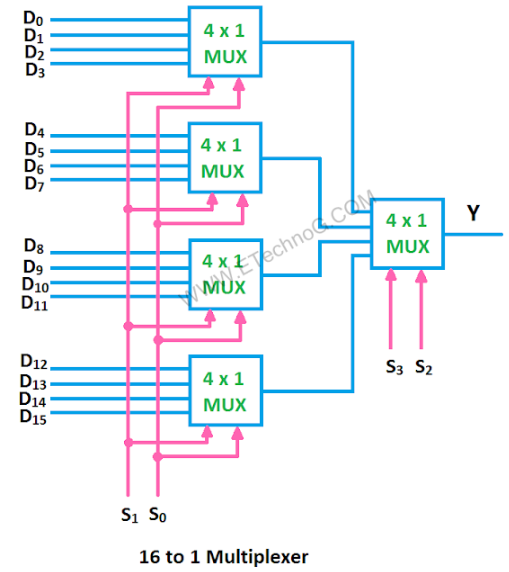 D₀
D₁
D₂
D₃
4 x 1
MUX
D₄
D₅
D₆
D₇
4 x 1
MUX
D₈
D₉
D₁₀
D₁₁
4 x 1
MUX
D₁₂
D₁₃
D₁₄
D₁₅
4 x 1
MUX
4 x 1
MUX
Y
S₃ S₂
S₁ S₀
WWW.ETechnoG.COM
16 to 1 Multiplexer